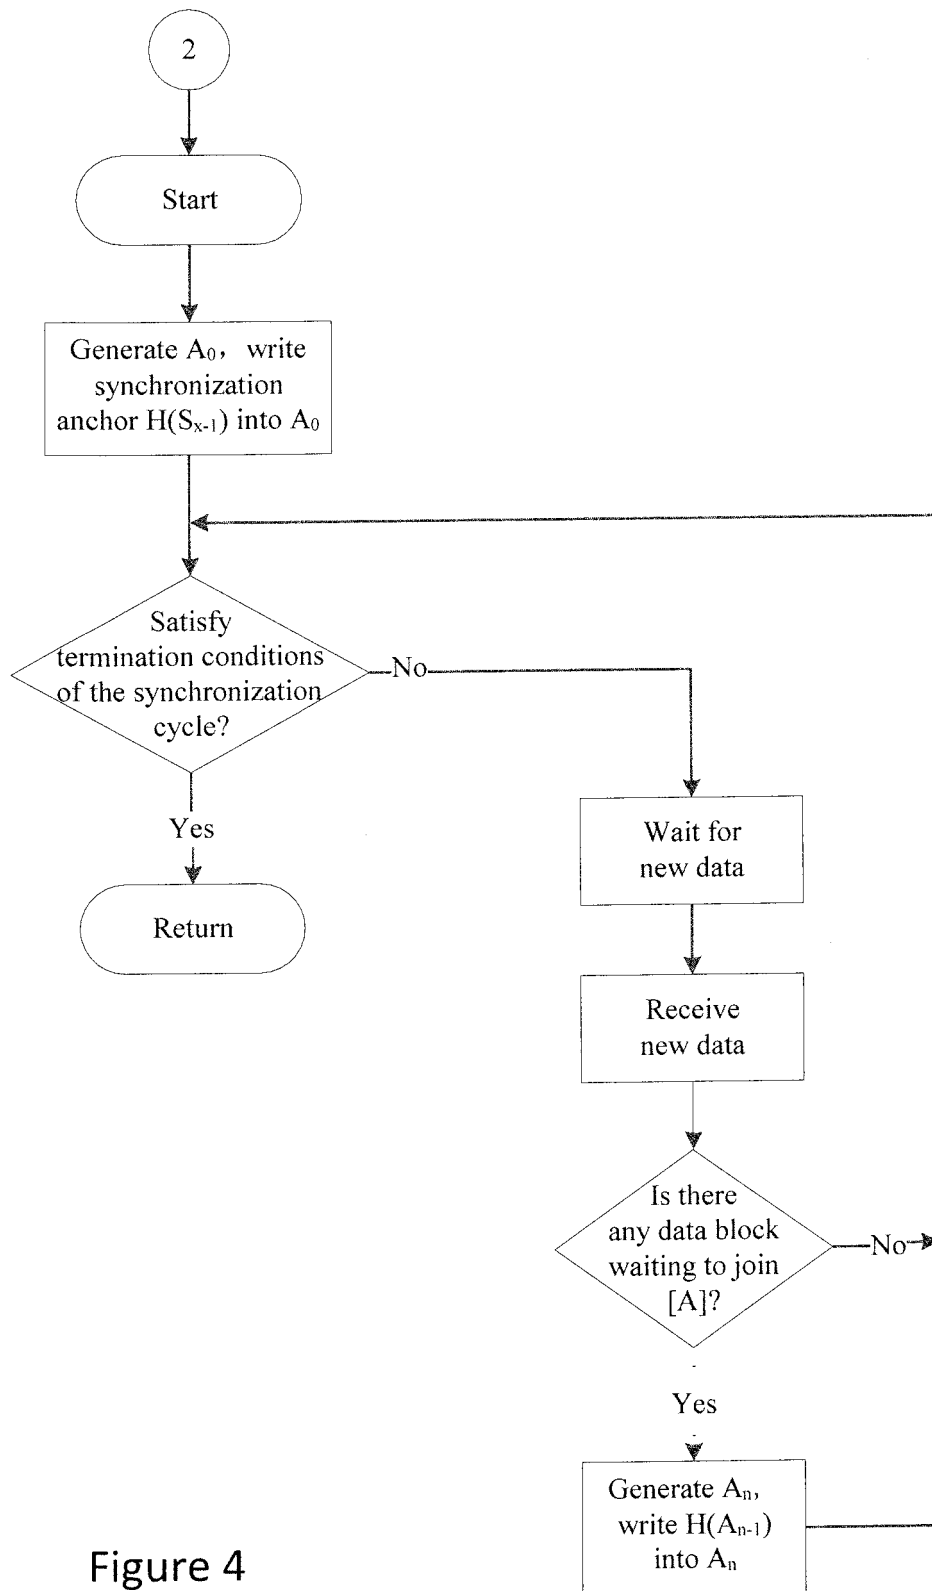 2
Start
Generate A₀, write
synchronization
anchor H(Sₓ₋₁) into A₀
Satisfy
termination conditions
of the synchronization
cycle?
No
Yes
Return
Wait for
new data
Receive
new data
Is there
any data block
waiting to join
[A]?
No
Yes
Generate Aₙ,
write H(Aₙ₋₁)
into Aₙ
Figure 4